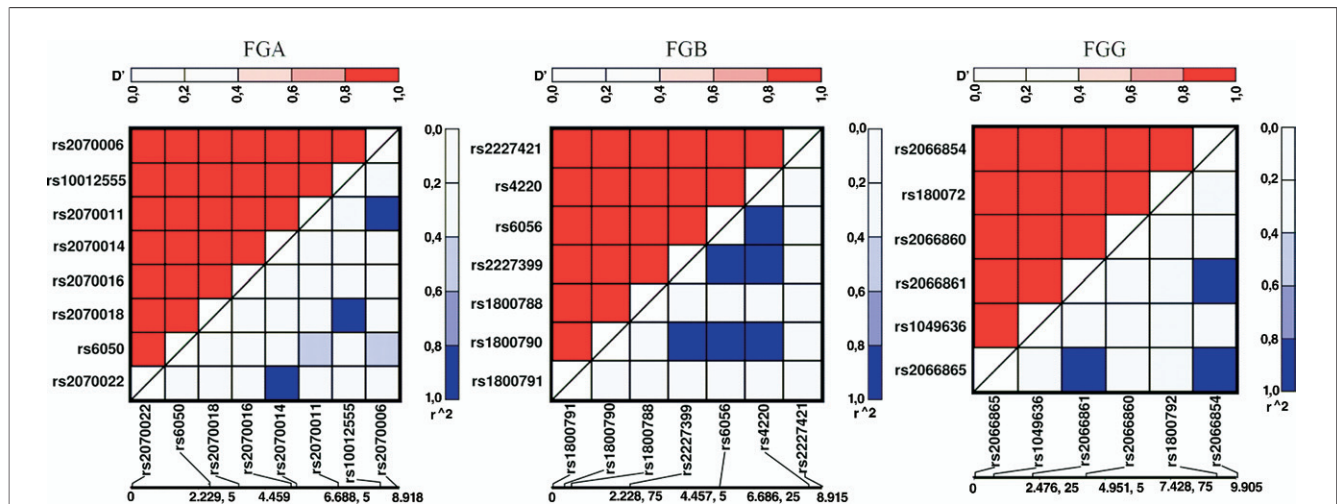 FGA
D'
0,0
0,2
0,4
0,6
0,8
1,0
rs2070006
rs10012555
rs2070011
rs2070014
rs2070016
rs2070018
rs6050
rs2070022
0,0
0,2
0,4
0,6
0,8
1,0
r^2
rs2070022
rs6050
rs2070018
rs2070016
rs2070014
rs2070011
rs10012555
rs2070006
0 2.229, 5 4.459 6.688, 5 8.918
FGB
D'
0,0
0,2
0,4
0,6
0,8
1,0
rs2227421
rs4220
rs6056
rs2227399
rs1800788
rs1800790
rs1800791
0,0
0,2
0,4
0,6
0,8
1,0
r^2
rs1800791
rs1800790
rs1800788
rs2227399
rs6056
rs4220
rs2227421
0 2.228, 75 4.457, 5 6.686, 25 8.915
FGG
D'
0,0
0,2
0,4
0,6
0,8
1,0
rs2066854
rs180072
rs2066860
rs2066861
rs1049636
rs2066865
0,0
0,2
0,4
0,6
0,8
1,0
r^2
rs2066865
rs1049636
rs2066861
rs2066860
rs1800792
rs2066854
0 2.476, 25 4.951, 5 7.428, 75 9.905